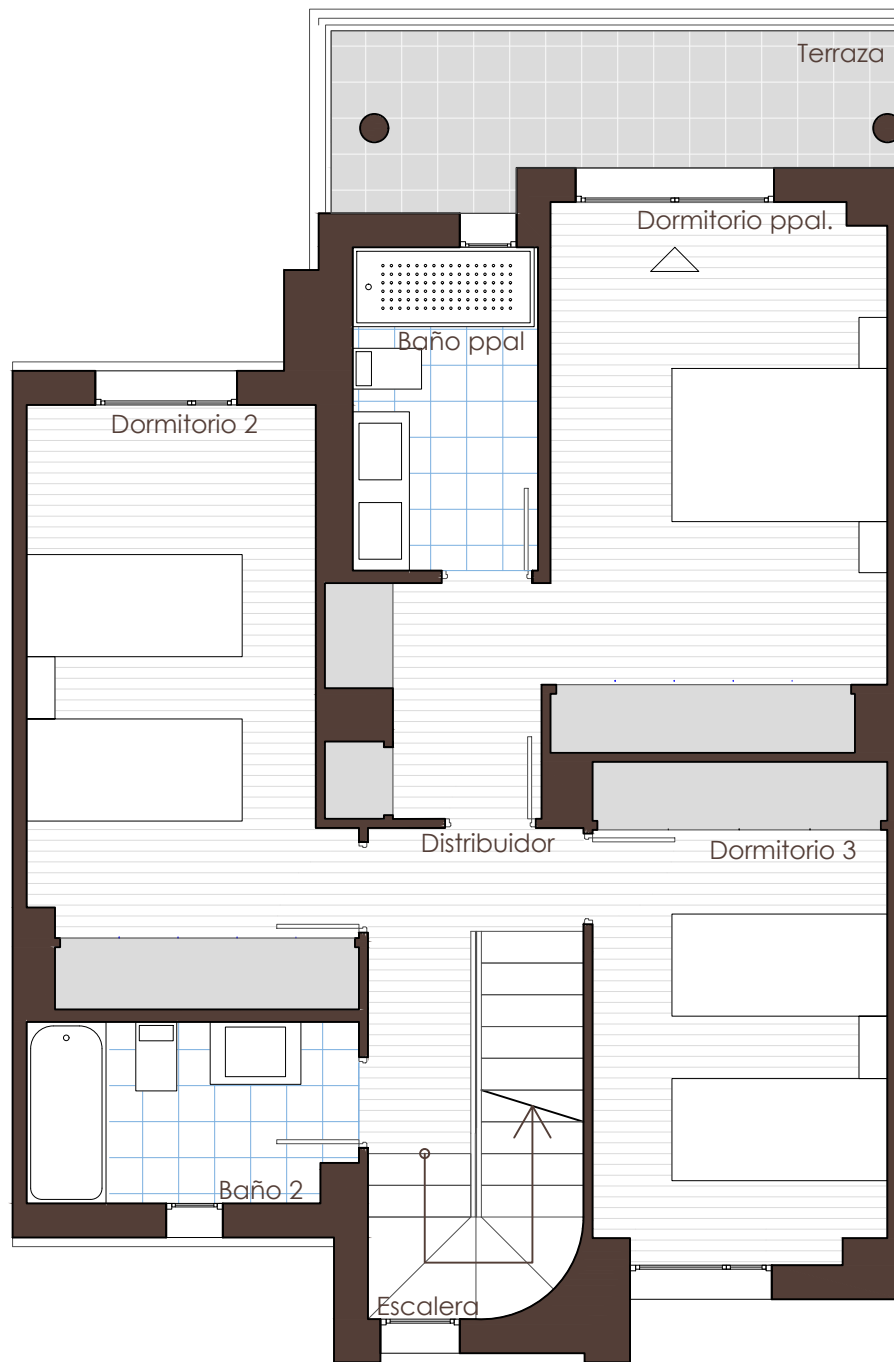 Terraza
Dormitorio ppal.
Baño ppal
Dormitorio 2
Distribuidor
Dormitorio 3
Baño 2
Escalera